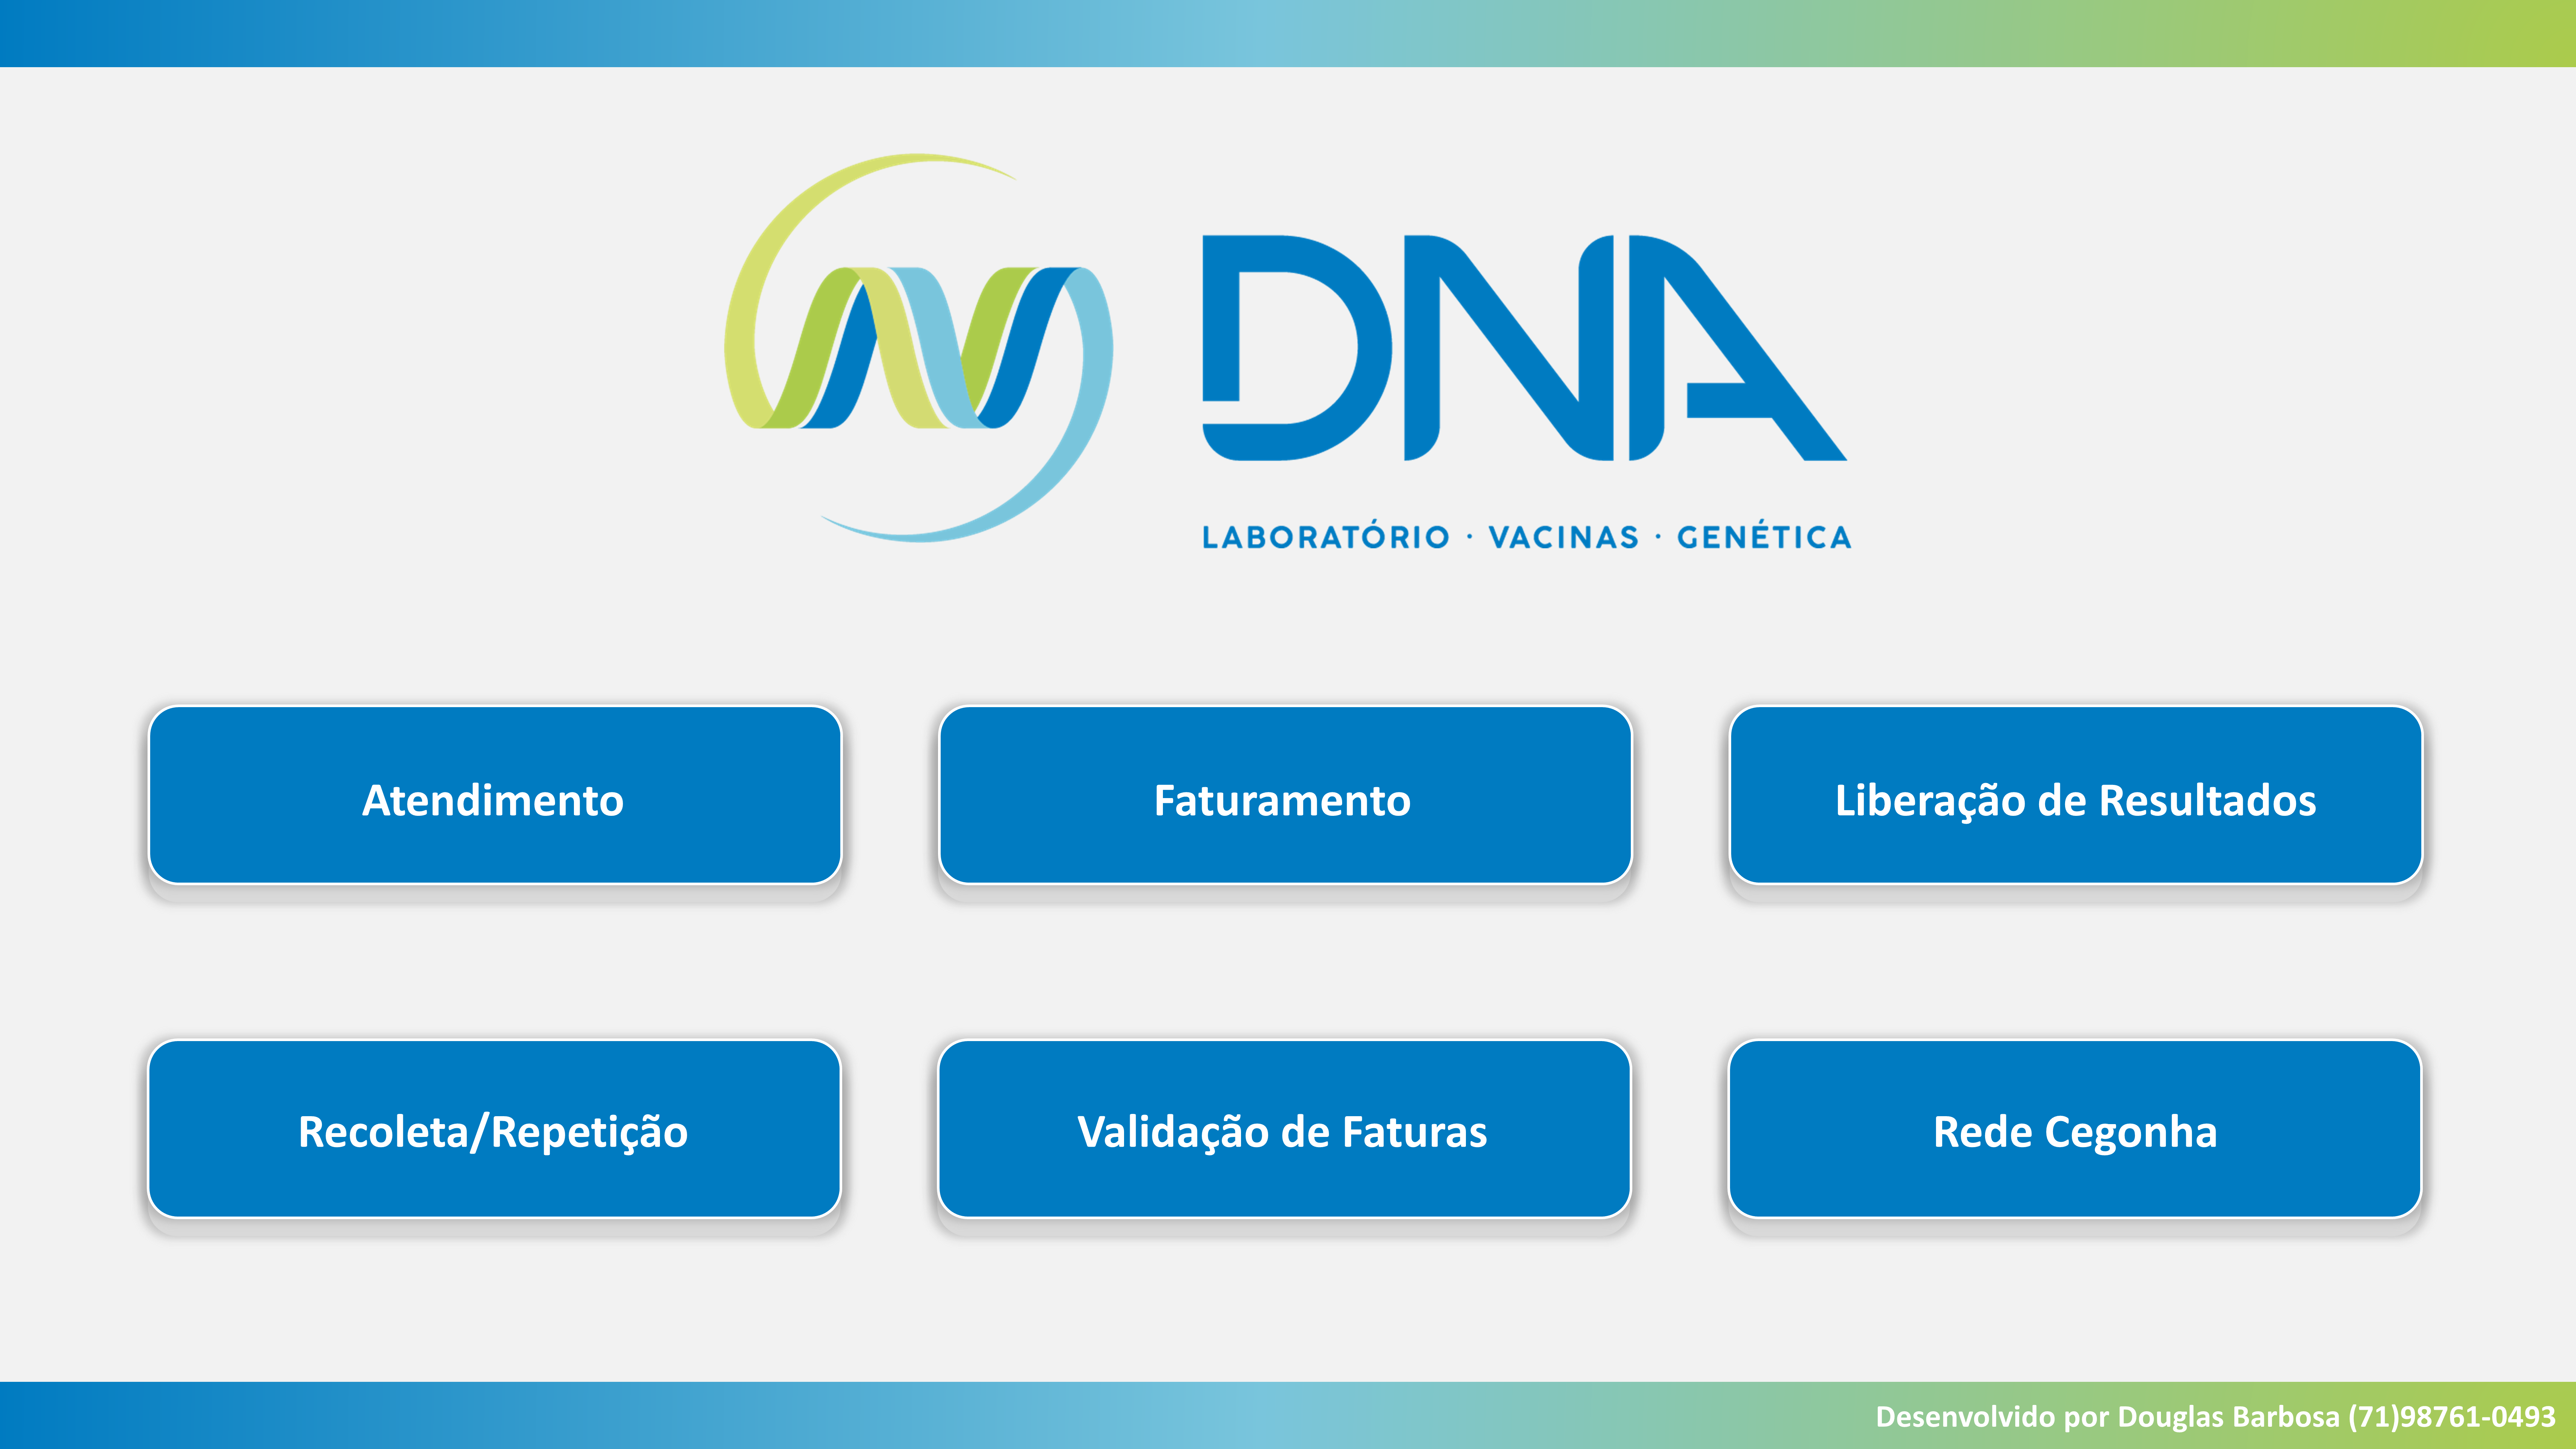 DNA
LABORATÓRIO · VACINAS · GENÉTICA
Atendimento
Faturamento
Liberação de Resultados
Recoleta/Repetição
Validação de Faturas
Rede Cegonha
Desenvolvido por Douglas Barbosa (71)98761-0493